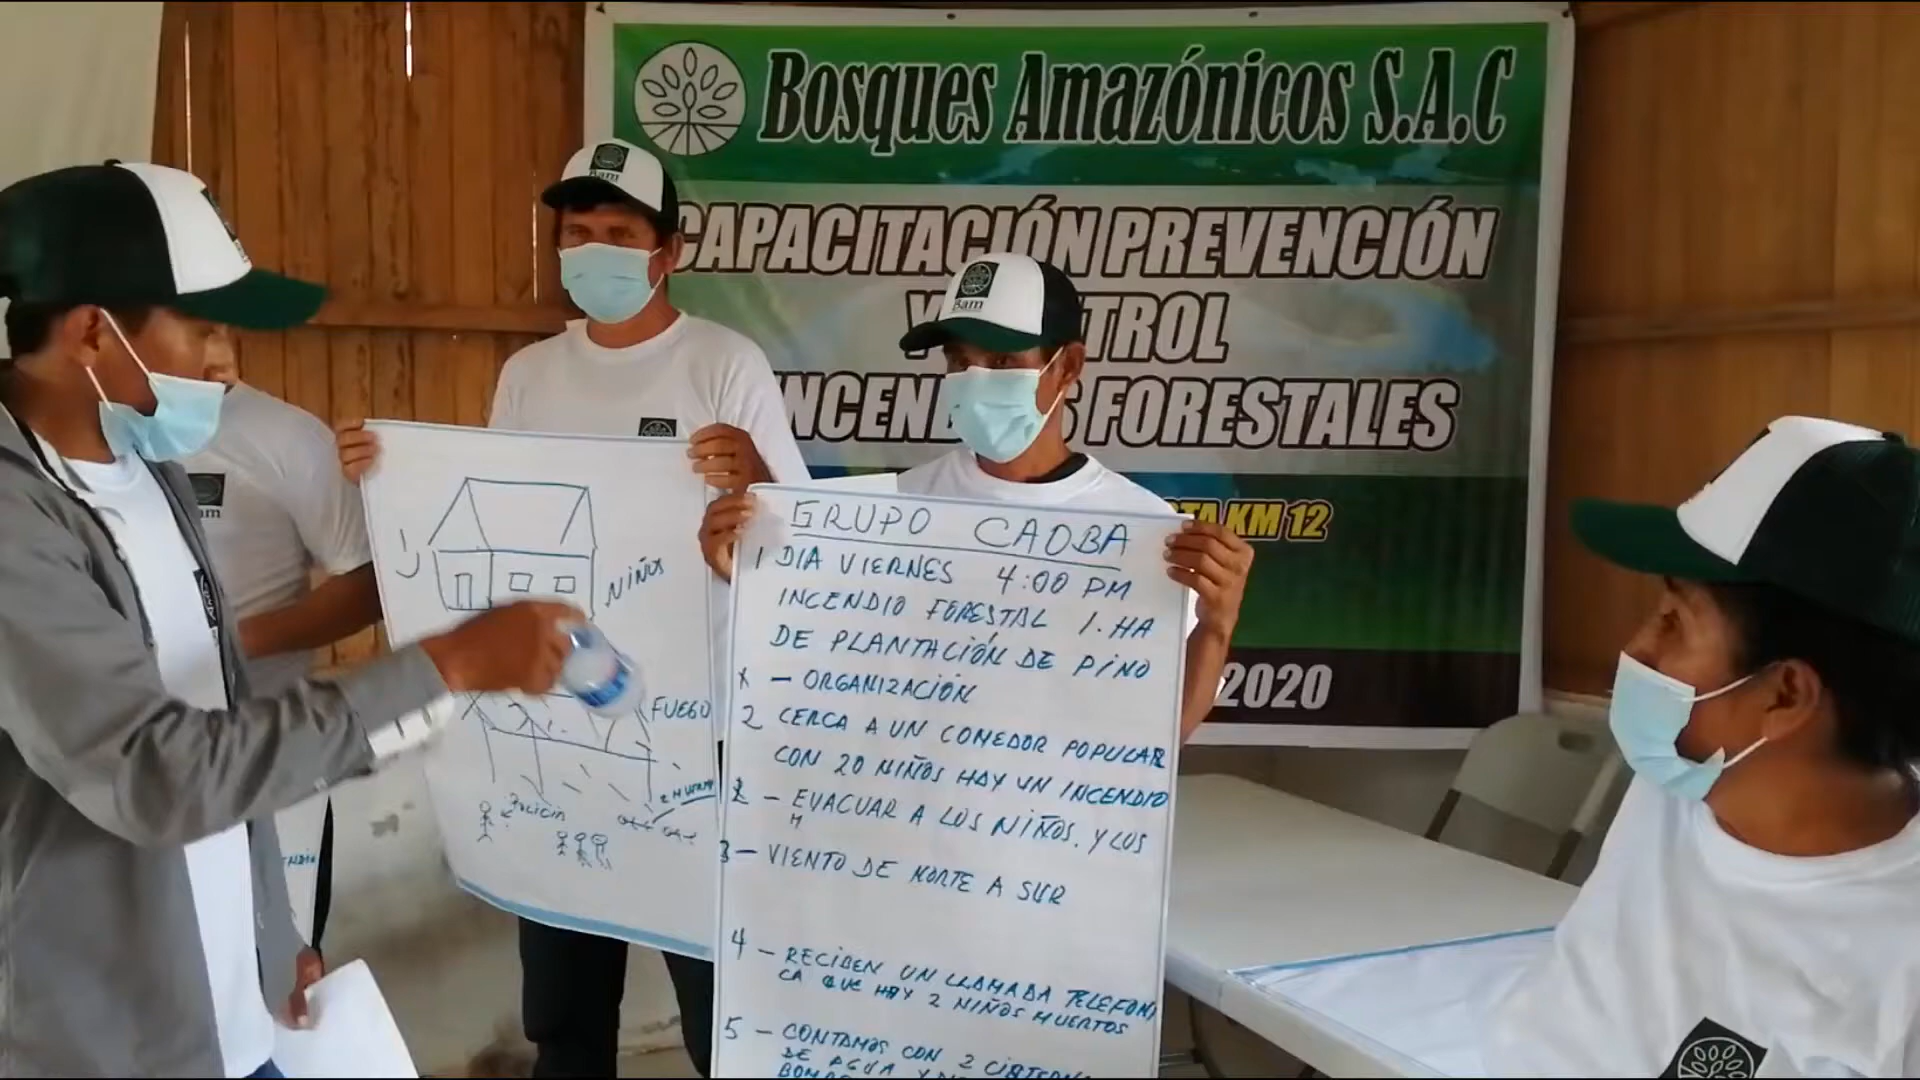 Bosques Amazónicos S.A.C
CAPACITACIÓN PREVENCIÓN
FORESTALES
KM 12
2020
Bam
Bam
NIÑOS
FUEGO
GRUPO CAOBA
1 DIA VIERNES 4:00 PM
INCENDIO FORESTAL 1.HA
DE PLANTACIÓN DE PINO
* - ORGANIZACIÓN
2 CERCA A UN COMEDOR POPULAR
CON 20 NIÑOS HAY UN INCENDIO
- EVACUAR A LOS NIÑOS. Y LOS
3 - VIENTO DE NORTE A SUR
4 - RECIBEN UN LLAMADA TELEFONI
CA QUE HAY 2 NIÑOS MUERTOS
5 - CONTAMOS CON 2
DE AGUA